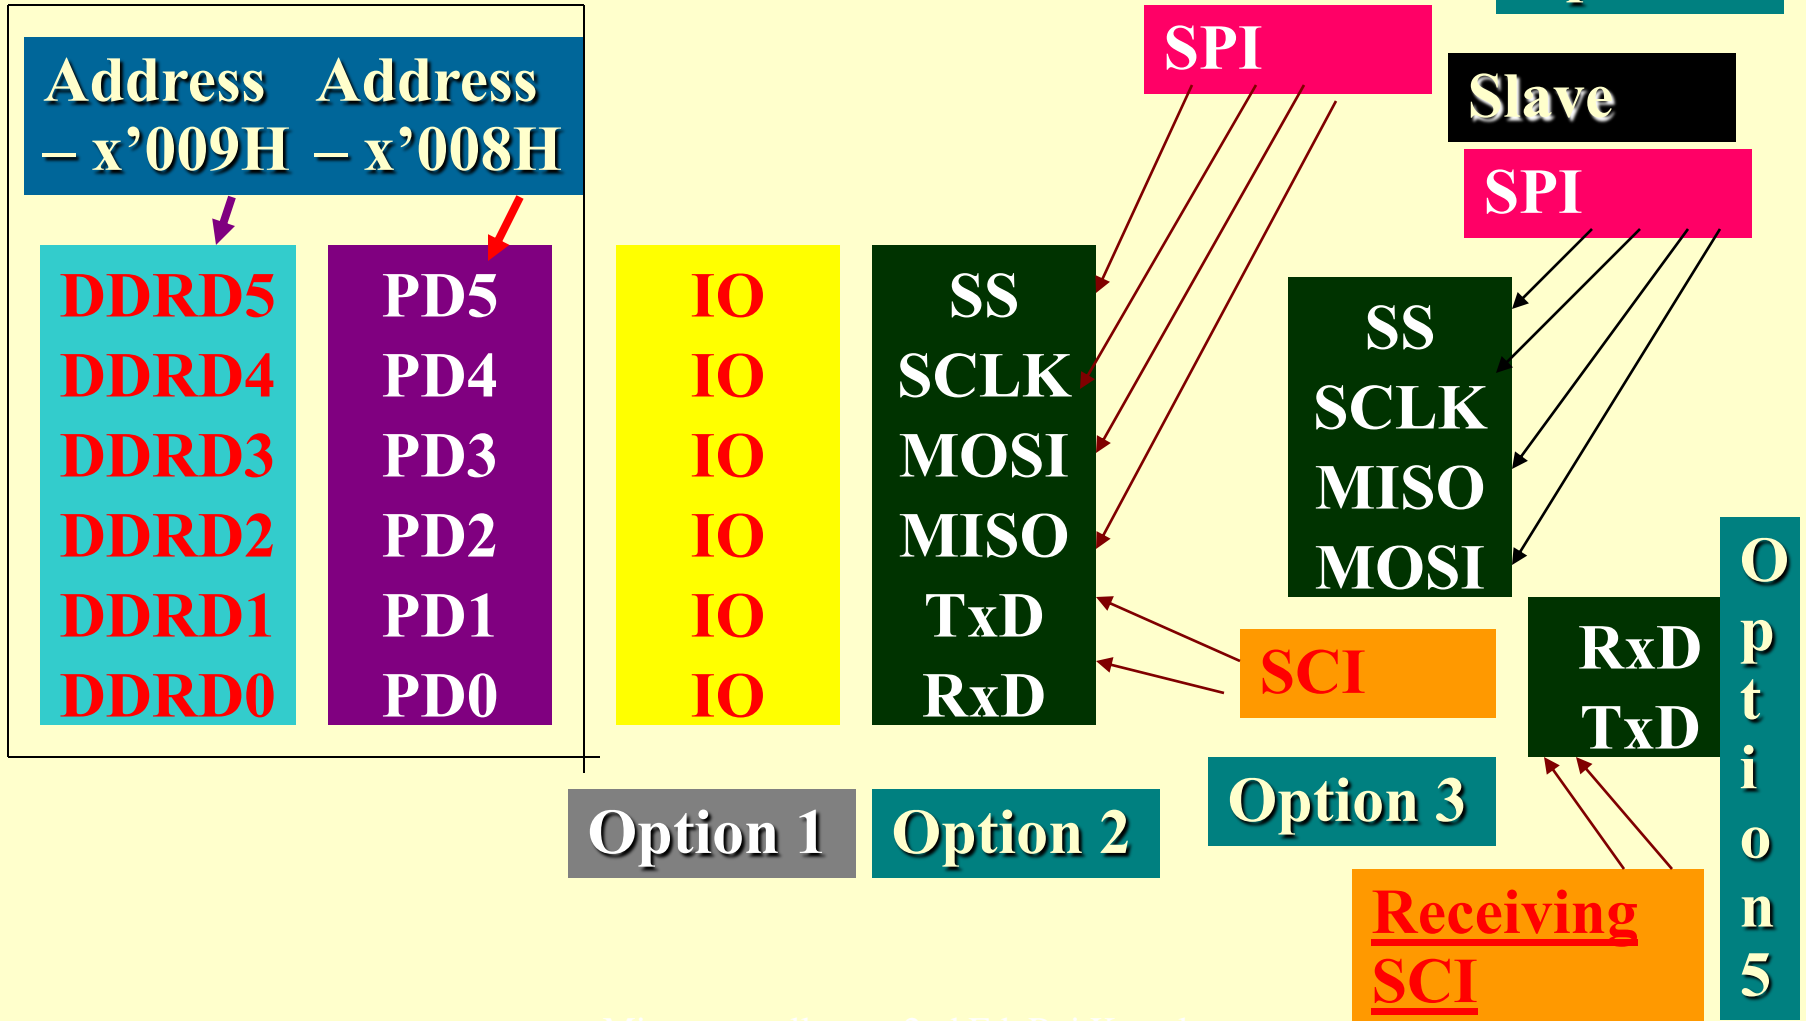 Address Address
– x’009H – x’008H
SPI
Slave
SPI
DDRD5
DDRD4
DDRD3
DDRD2
DDRD1
DDRD0
PD5
PD4
PD3
PD2
PD1
PD0
IO
IO
IO
IO
IO
IO
SS
SCLK
MOSI
MISO
TxD
RxD
SS
SCLK
MISO
MOSI
SCI
RxD
TxD
Option 1
Option 2
Option 3
Receiving
SCI
O
p
t
i
o
n
5